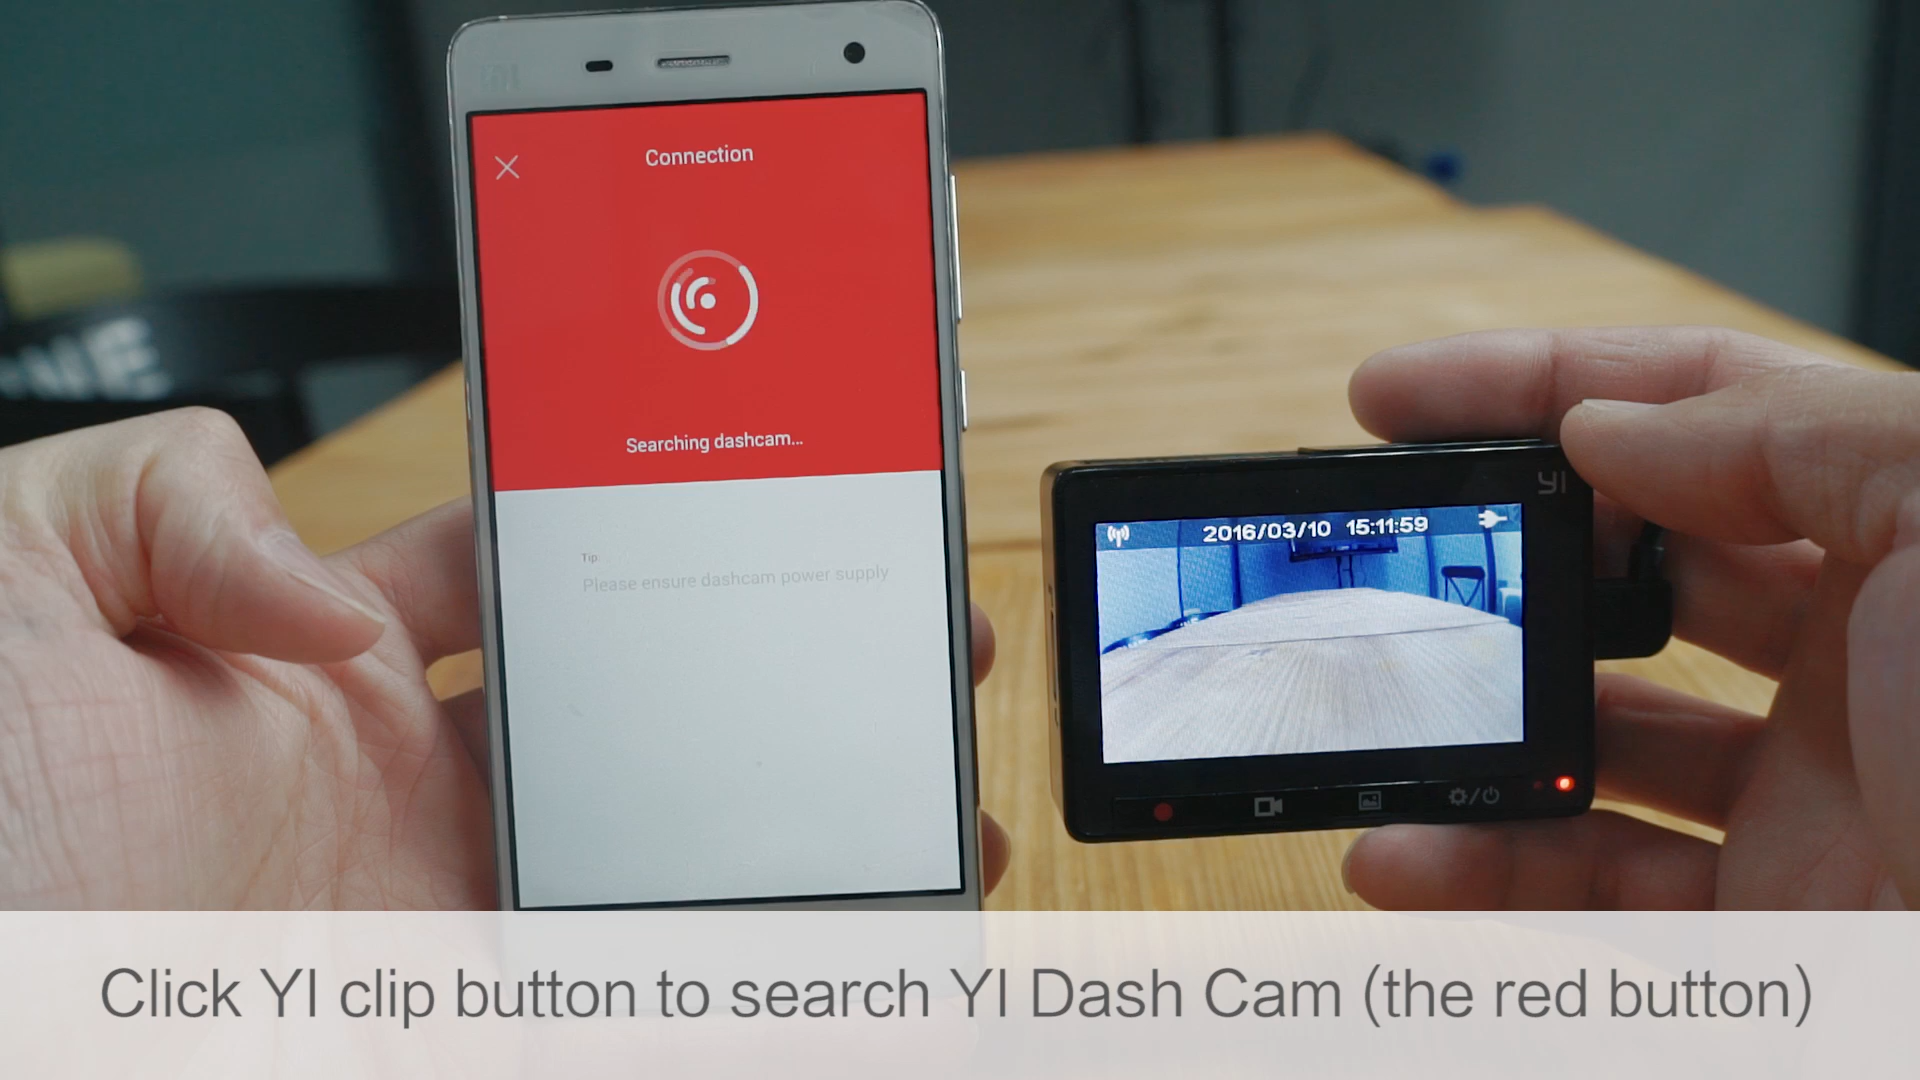 Connection
Searching dashcam...
Tip:
Please ensure dashcam power supply
YI
2016/03/10 15:11:59
Click YI clip button to search YI Dash Cam (the red button)